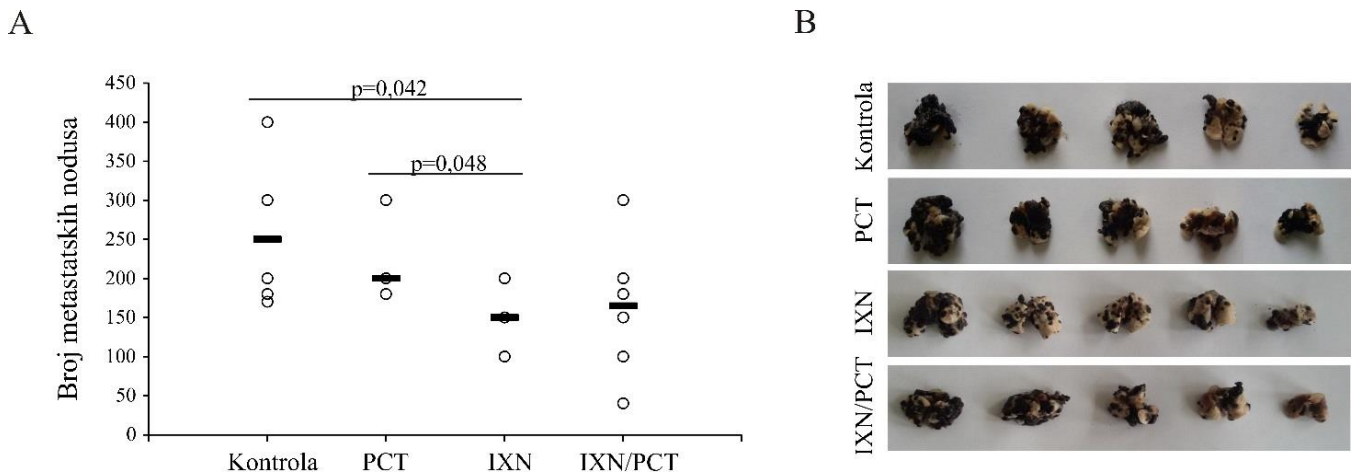 A
B
Broj metastatskih nodusa
450
400
350
300
250
200
150
100
50
0
p=0,042
p=0,048
Kontrola PCT IXN IXN/PCT
Kontrola
PCT
IXN
IXN/PCT